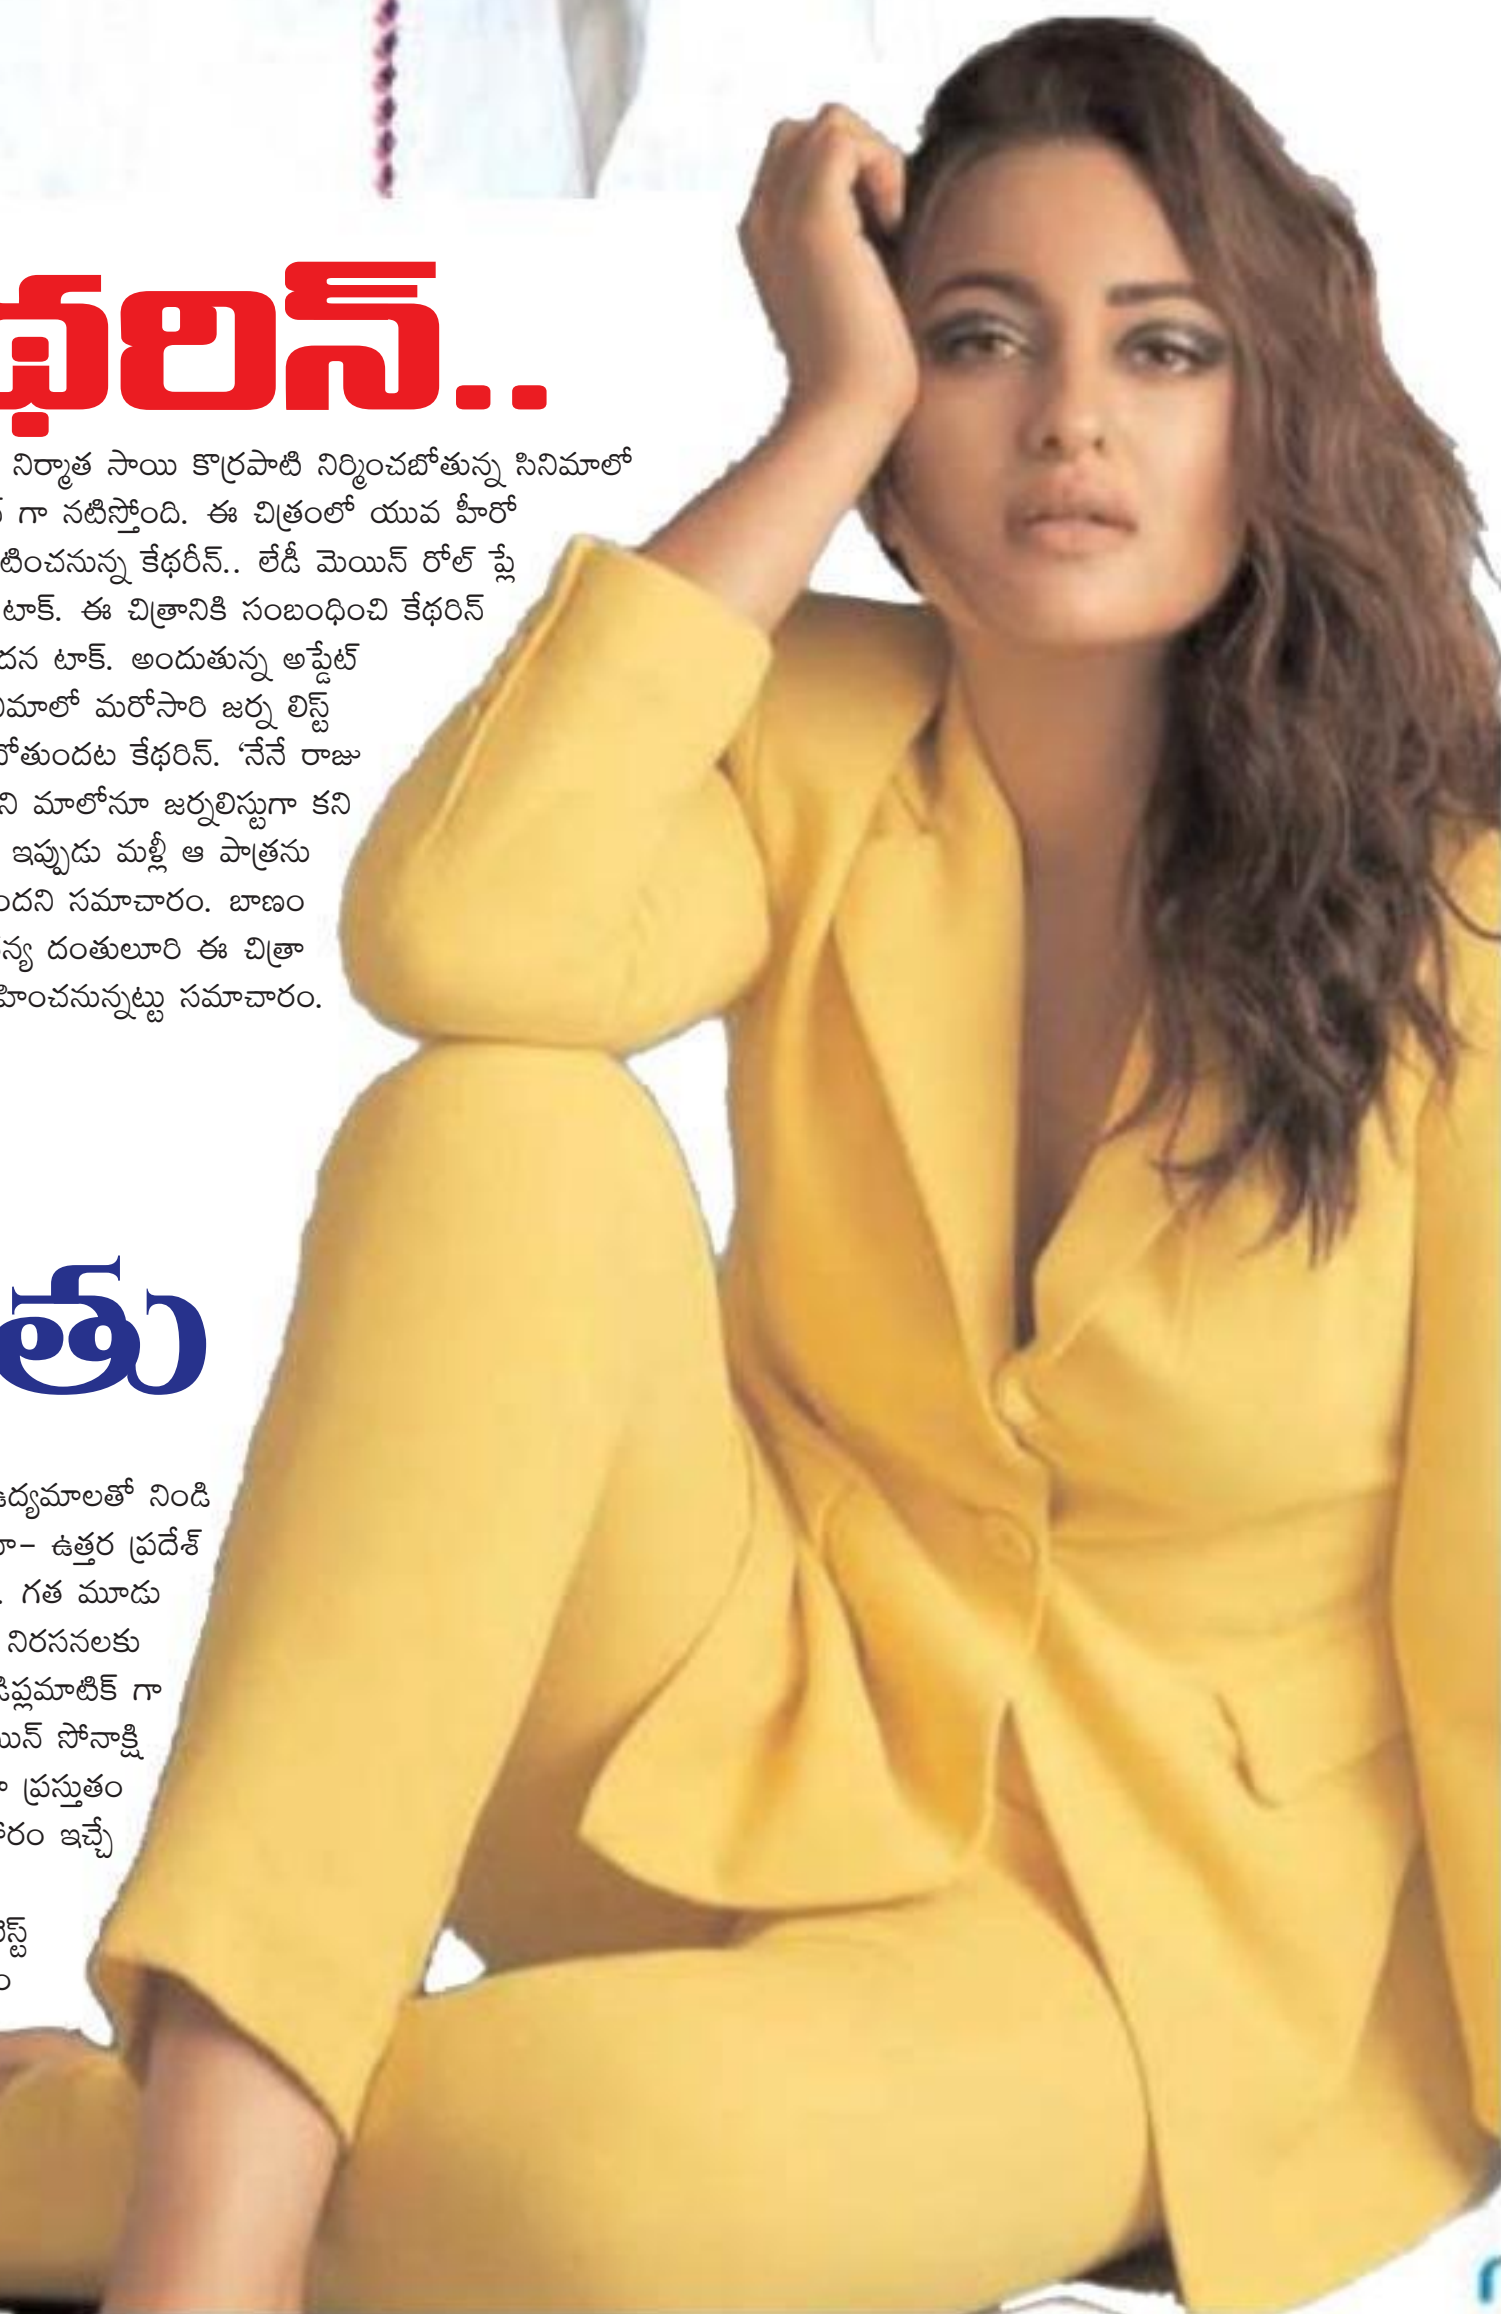 థరిన్..
నిర్మాత సాయి కొర్రపాటి నిర్మించబోతున్న సినిమాలో
గా నటిస్తోంది. ఈ చిత్రంలో యువ హీరో
టించనున్న కేథరీన్.. లేడీ మెయిన్ రోల్ ప్లే
టాక్. ఈ చిత్రానికి సంబంధించి కేథరిన్
దన టాక్. అందుతున్న అప్డేట్
మాలో మరోసారి జర్న లిస్ట్
బోతుందట కేథరిన్. ‘నేనే రాజు
ని మాలోనూ జర్నలిస్టుగా కని
ఇప్పుడు మళ్లీ ఆ పాత్రను
ందని సమాచారం. బాణం
న్య దంతులూరి ఈ చిత్రా
హించనున్నట్టు సమాచారం.
తు
ఉద్యమాలతో నిండి
– ఉత్తర ప్రదేశ్
. గత మూడు
నిరసనలకు
డిప్లమాటిక్ గా
యిన్ సోనాక్షి
ప్రస్తుతం
రం ఇచ్చే